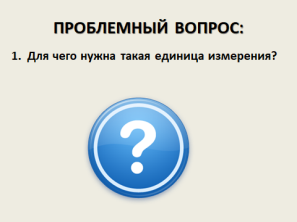 ПРОБЛЕМНЫЙ ВОПРОС:
1. Для чего нужна такая единица измерения?
?